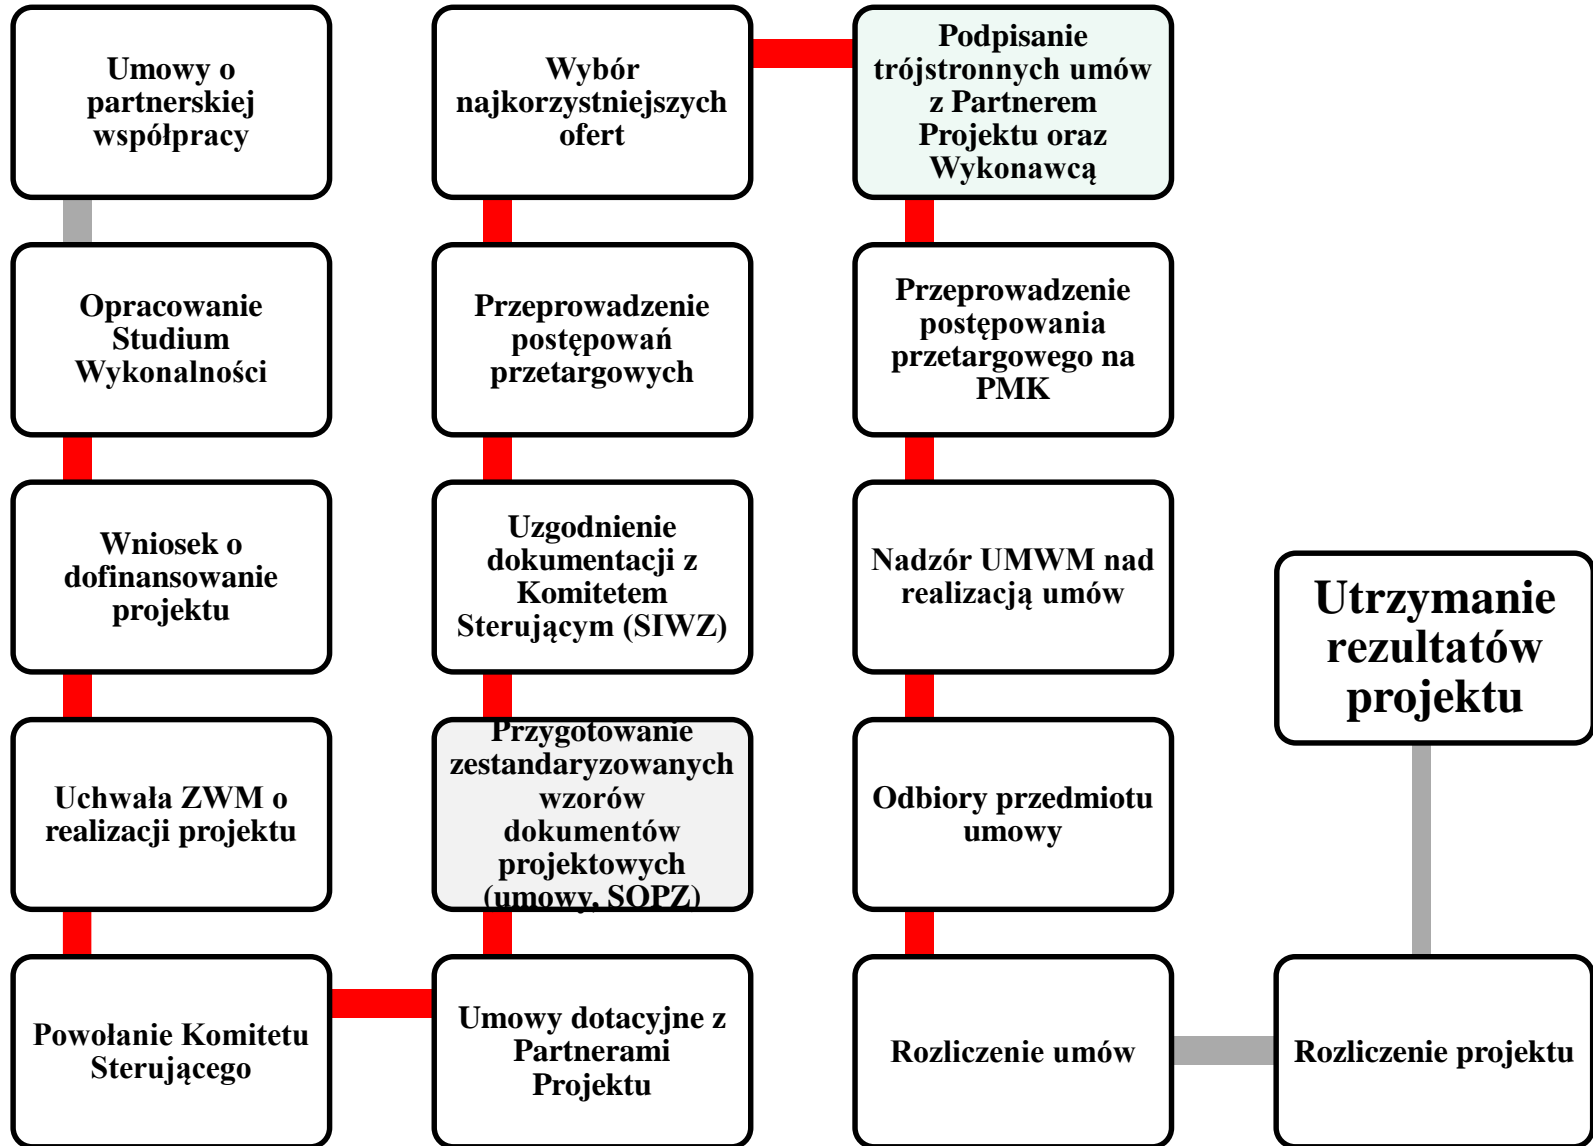 Umowy o
partnerskiej
współpracy
Opracowanie
Studium
Wykonalności
Wniosek o
dofinansowanie
projektu
Uchwała ZWM o
realizacji projektu
Powołanie Komitetu
Sterującego
Umowy dotacyjne z
Partnerami
Projektu
Przygotowanie
zestandaryzowanych
wzorów
dokumentów
projektowych
(umowy, SOPZ)
Uzgodnienie
dokumentacji z
Komitetem
Sterującym (SIWZ)
Przeprowadzenie
postępowań
przetargowych
Wybór
najkorzystniejszych
ofert
Podpisanie
trójstronnych umów
z Partnerem
Projektu oraz
Wykonawcą
Przeprowadzenie
postępowania
przetargowego na
PMK
Nadzór UMWM nad
realizacją umów
Odbiory przedmiotu
umowy
Rozliczenie umów
Rozliczenie projektu
Utrzymanie
rezultatów
projektu